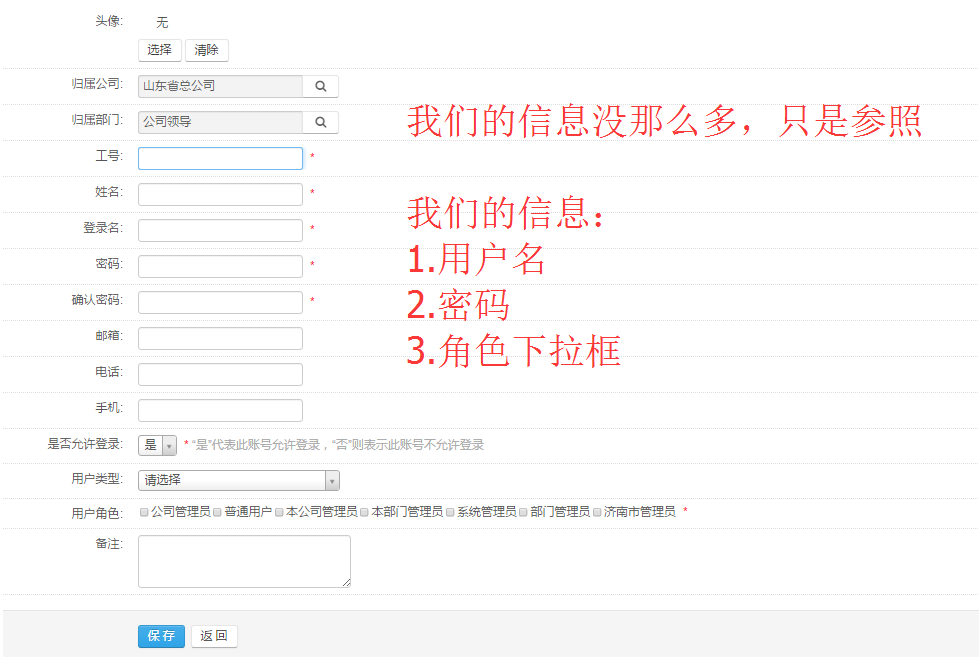 头像: 无
选择 清除
归属公司: 山东省总公司
归属部门: 公司领导
我们的信息没那么多，只是参照
工号: *
姓名: *
我们的信息：
登录名: *
1.用户名
密码: *
2.密码
确认密码: *
邮箱:
3.角色下拉框
电话:
手机:
是否允许登录: 是 * “是”代表此账号允许登录，“否”则表示此账号不允许登录
用户类型: 请选择
用户角色: 公司管理员 普通用户 本公司管理员 本部门管理员 系统管理员 部门管理员 济南市管理员 *
备注:
保存 返回